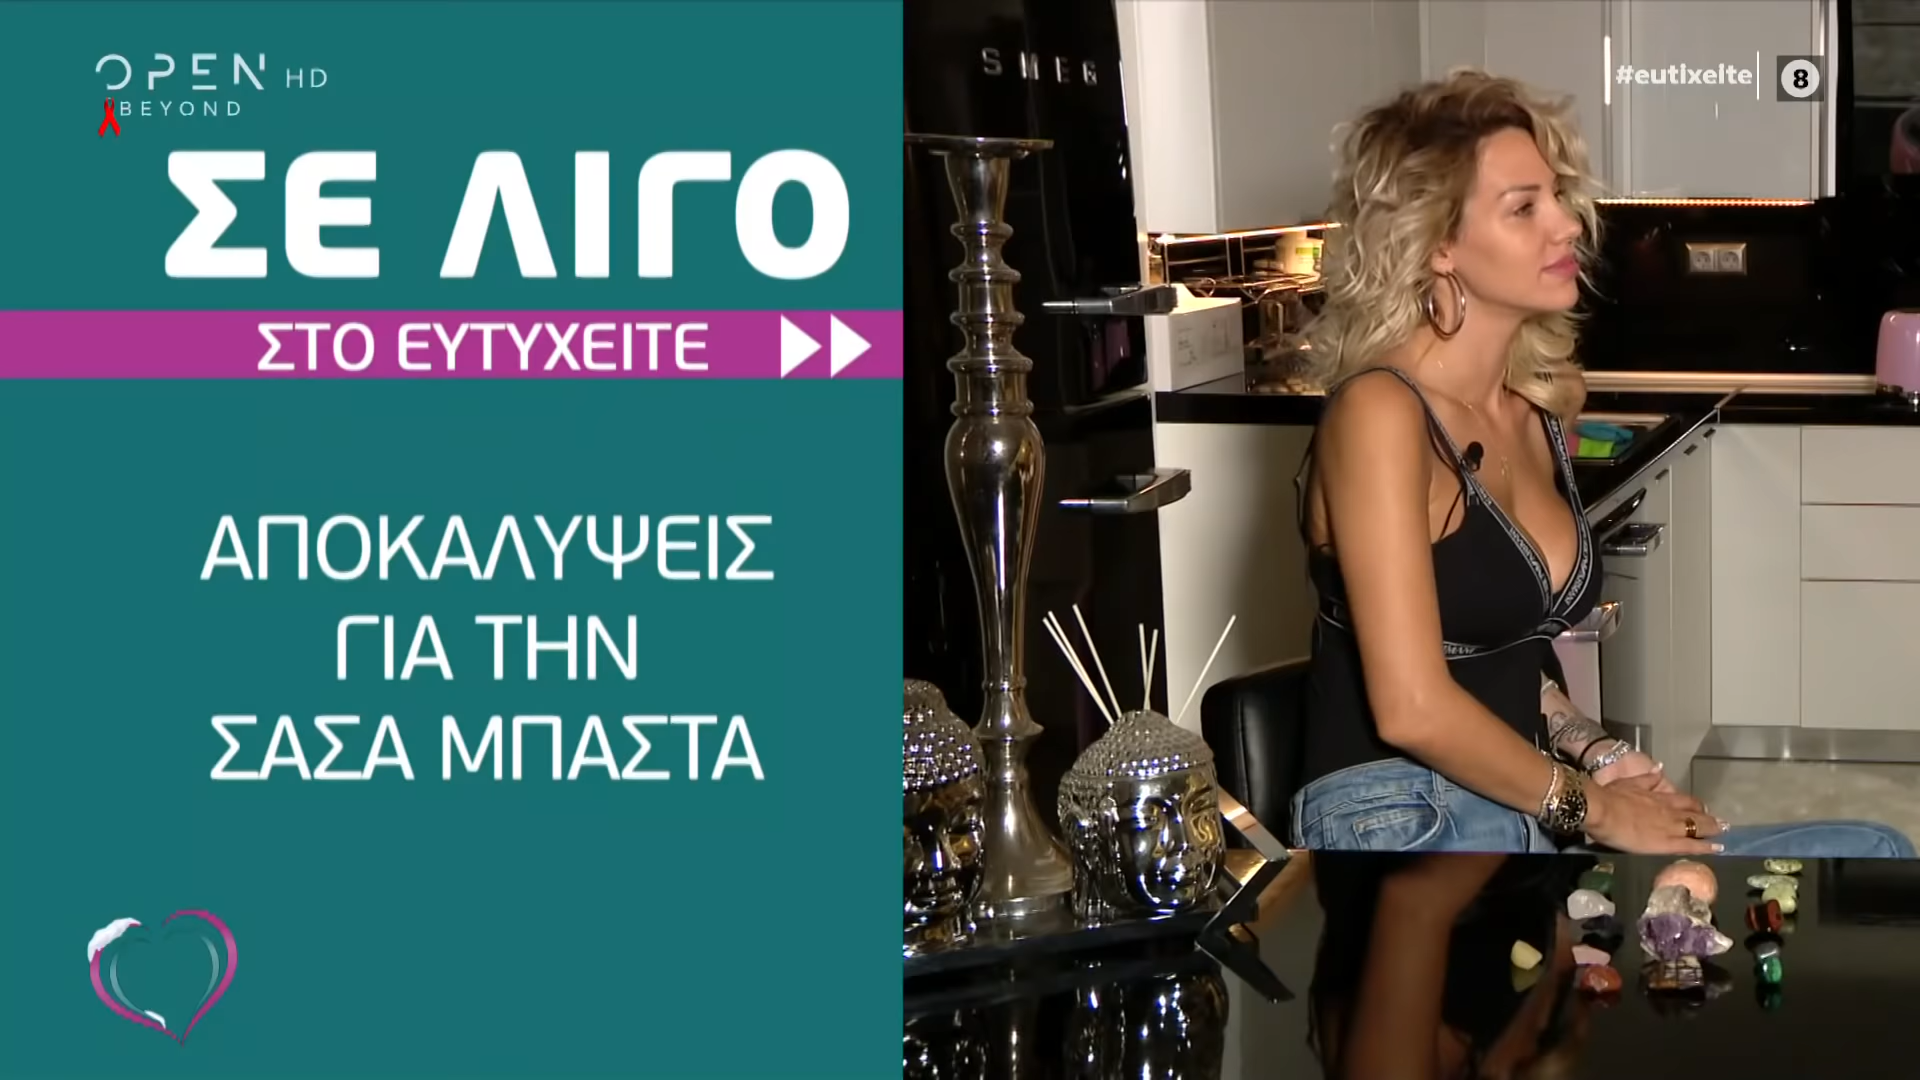 OPEN HD
BEYOND
ΣΕ ΛΙΓΟ
ΣΤΟ ΕΥΤΥΧΕΙΤΕ
ΑΠΟΚΑΛΥΨΕΙΣ
ΓΙΑ ΤΗΝ
ΣΑΣΑ ΜΠΑΣΤΑ
SMEG
#eutixeite
8